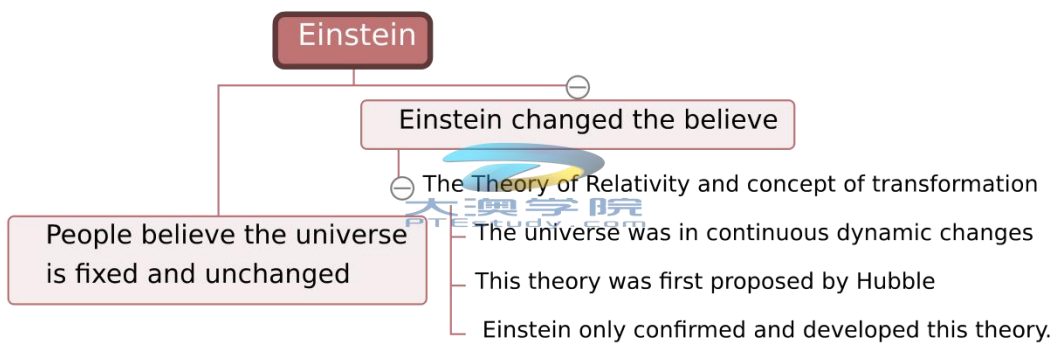 Einstein
Einstein changed the believe
The Theory of Relativity and concept of transformation
大澳学院
PTEstudy.com
People believe the universe
is fixed and unchanged
The universe was in continuous dynamic changes
This theory was first proposed by Hubble
Einstein only confirmed and developed this theory.